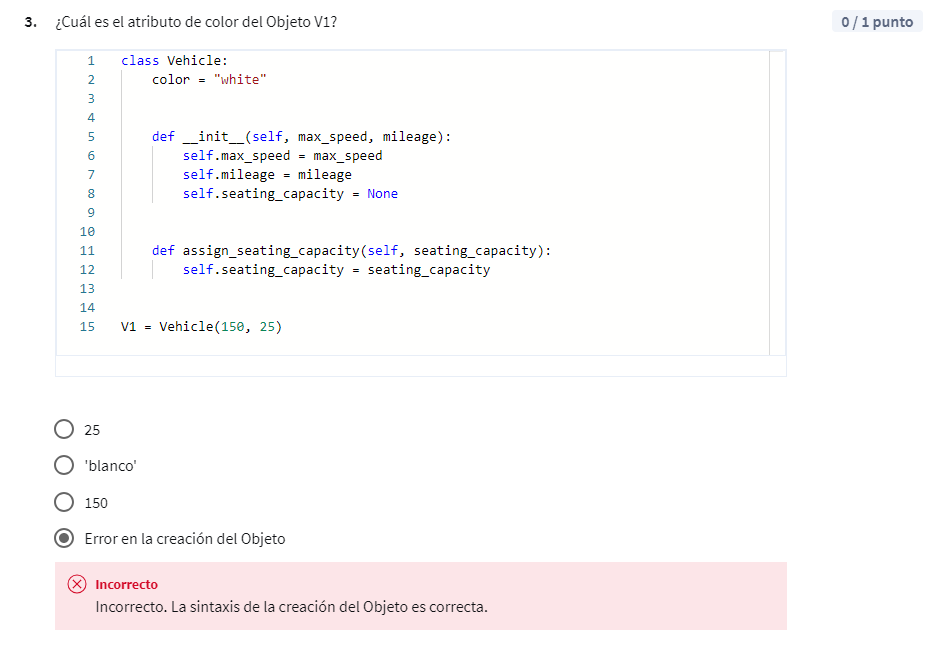 3. ¿Cuál es el atributo de color del Objeto V1?
0 / 1 punto
1 class Vehicle:
2     color = "white"
3
4
5     def __init__(self, max_speed, mileage):
6         self.max_speed = max_speed
7         self.mileage = mileage
8         self.seating_capacity = None
9
10
11     def assign_seating_capacity(self, seating_capacity):
12         self.seating_capacity = seating_capacity
13
14
15 V1 = Vehicle(150, 25)
25
'blanco'
150
Error en la creación del Objeto
Incorrecto
Incorrecto. La sintaxis de la creación del Objeto es correcta.